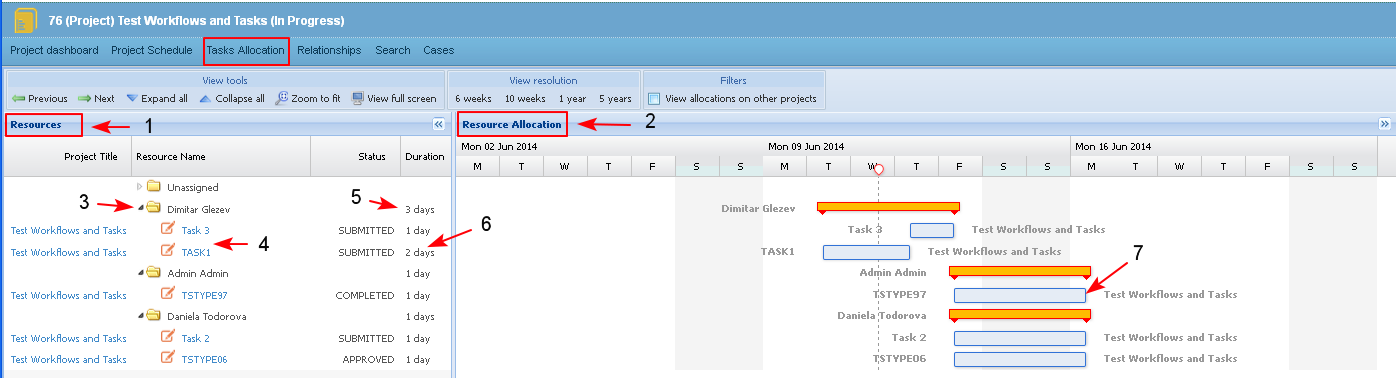 76 (Project) Test Workflows and Tasks (In Progress)
Project dashboard Project Schedule Tasks Allocation Relationships Search Cases
View tools View resolution Filters
Previous Next Expand all Collapse all Zoom to fit View full screen 6 weeks 10 weeks 1 year 5 years View allocations on other projects
Resources 1 « Resource Allocation 2 »
Mon 02 Jun 2014 Mon 09 Jun 2014 Mon 16 Jun 2014
Project Title Resource Name Status Duration M T W T F S S M T W T F S S M T W T F S S
Unassigned
3 Dimitar Glezev 5 3 days Dimitar Glezev
Test Workflows and Tasks Task 3 SUBMITTED 1 day Task 3 Test Workflows and Tasks
4 6 7
Test Workflows and Tasks TASK1 SUBMITTED 2 days TASK1 Test Workflows and Tasks
Admin Admin 1 day Admin Admin
Test Workflows and Tasks TSTYPE97 COMPLETED 1 day TSTYPE97 Test Workflows and Tasks
Daniela Todorova 1 days Daniela Todorova
Test Workflows and Tasks Task 2 SUBMITTED 1 day Task 2 Test Workflows and Tasks
Test Workflows and Tasks TSTYPE06 APPROVED 1 day TSTYPE06 Test Workflows and Tasks